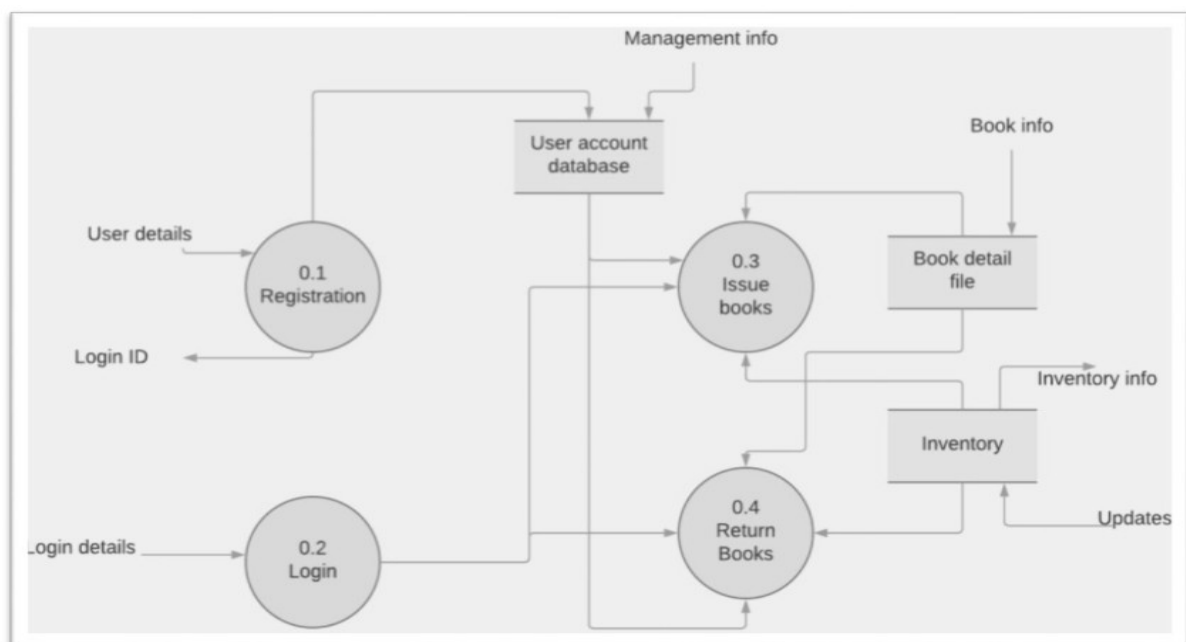 Management info
User account
database
Book info
User details
0.1
Registration
0.3
Issue
books
Book detail
file
Login ID
Inventory info
Inventory
0.4
Return
Books
Updates
Login details
0.2
Login